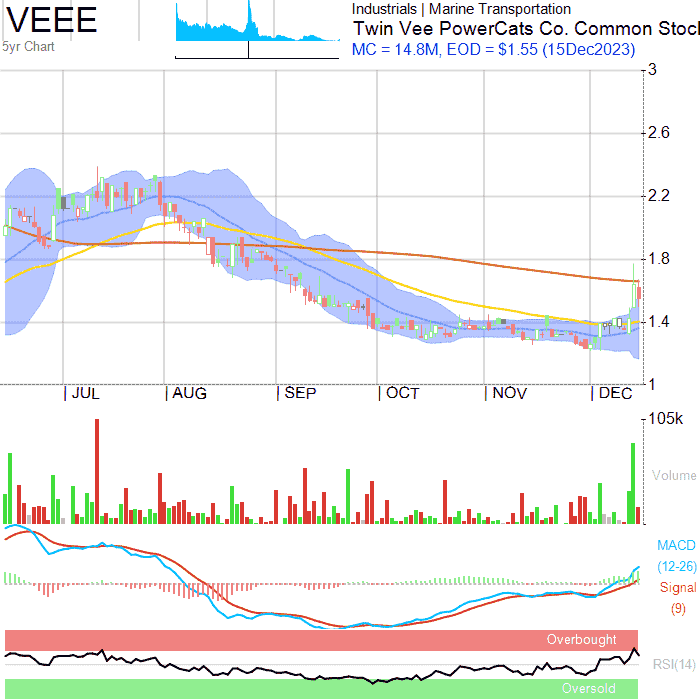 VEEE
5yr Chart
Industrials | Marine Transportation
Twin Vee PowerCats Co. Common Stoc
MC = 14.8M, EOD = $1.55 (15Dec2023)
3
2.6
2.2
1.8
1.4
1
JUL AUG SEP OCT NOV DEC
105k
Volume
MACD
(12-26)
Signal
(9)
Overbought
RSI(14)
Oversold